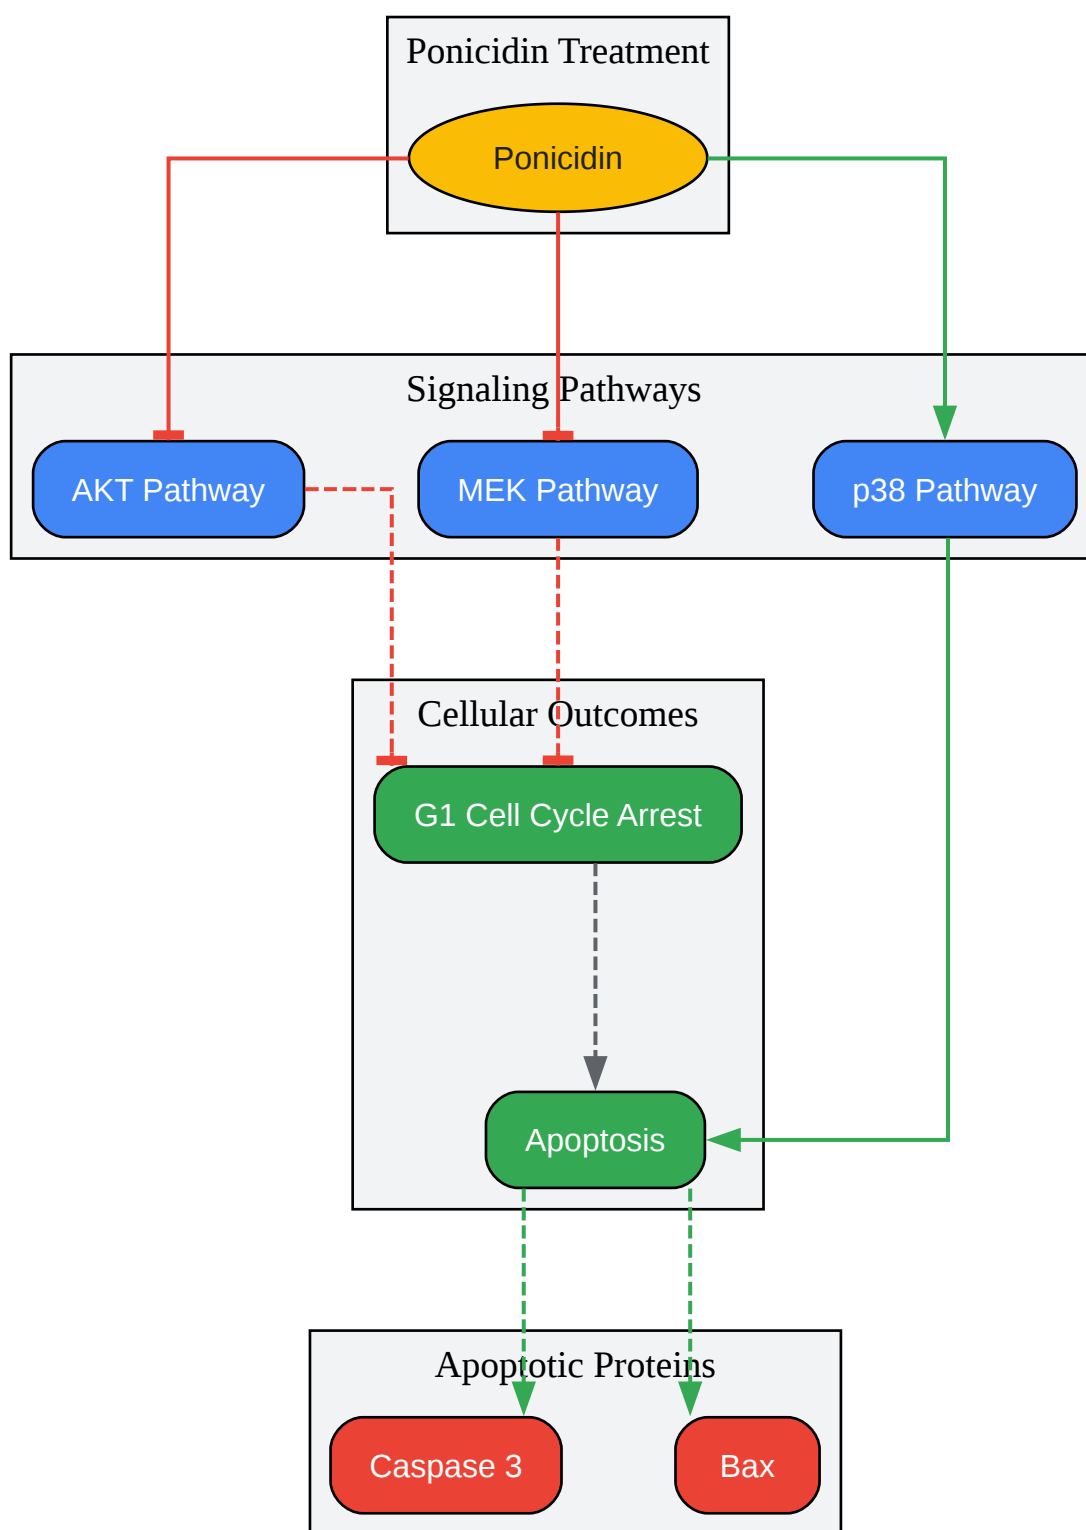 Ponicidin Treatment
Ponicidin
Signaling Pathways
AKT Pathway
MEK Pathway
p38 Pathway
Cellular Outcomes
G1 Cell Cycle Arrest
Apoptosis
Apoptotic Proteins
Caspase 3
Bax